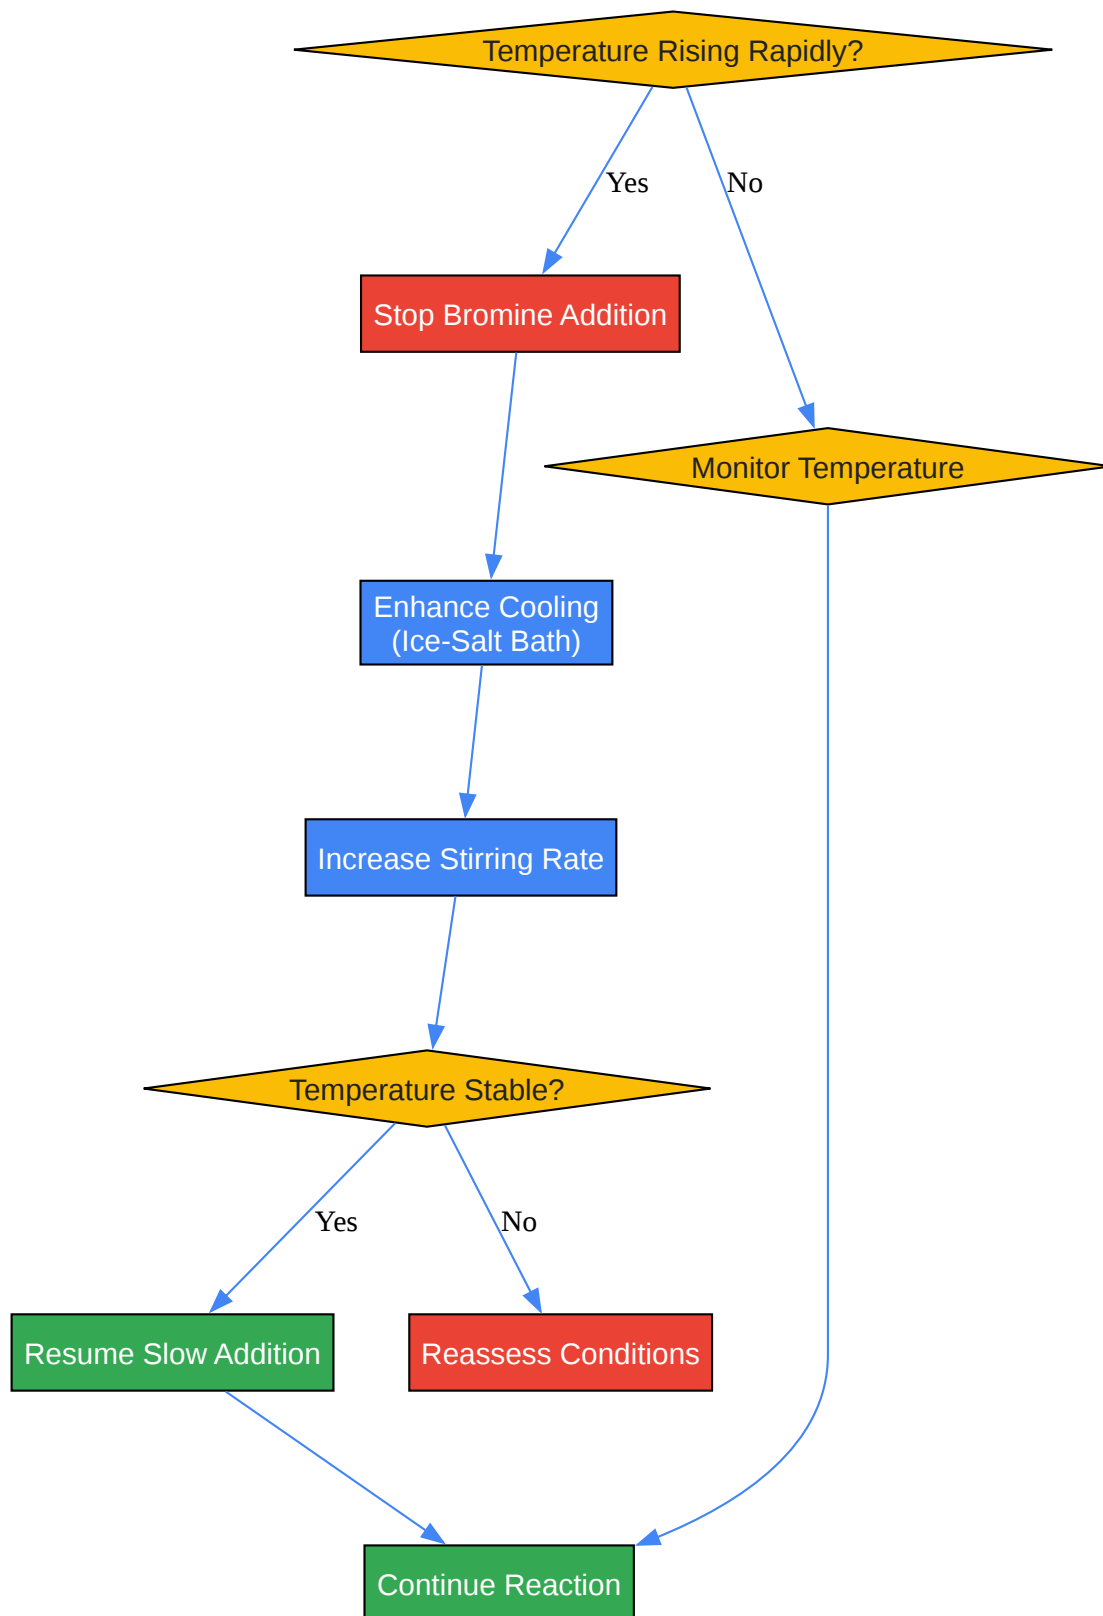 Temperature Rising Rapidly?
Yes
No
Stop Bromine Addition
Monitor Temperature
Enhance Cooling
(Ice-Salt Bath)
Increase Stirring Rate
Temperature Stable?
Yes
No
Resume Slow Addition
Reassess Conditions
Continue Reaction